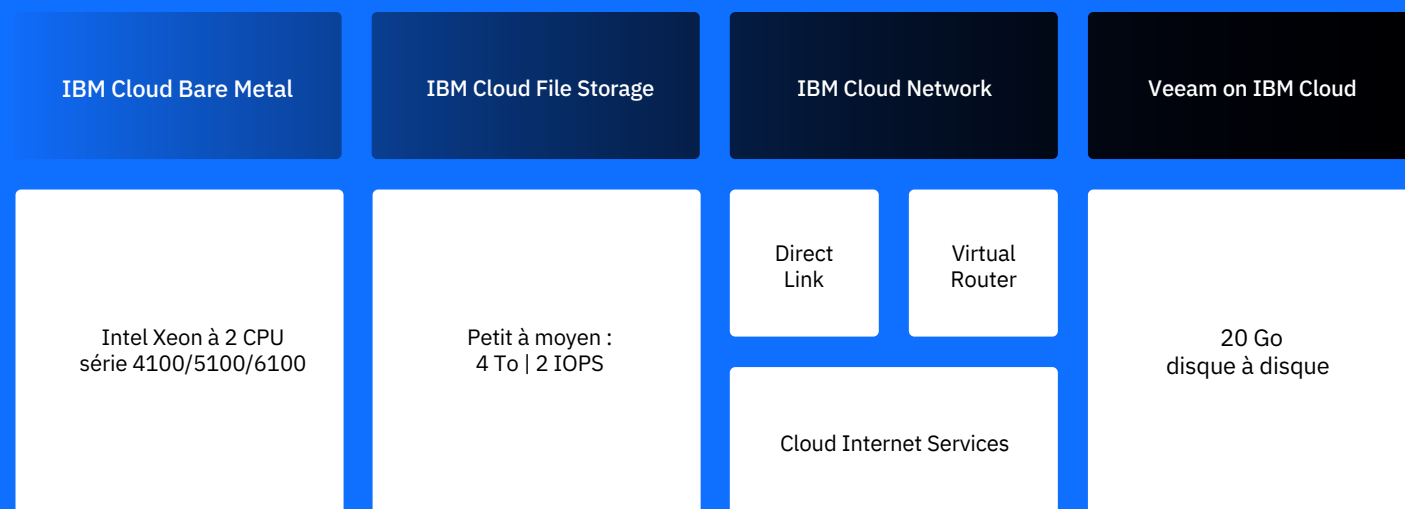 IBM Cloud Bare Metal
IBM Cloud File Storage
IBM Cloud Network
Veeam on IBM Cloud
Intel Xeon à 2 CPU
série 4100/5100/6100
Petit à moyen :
4 To | 2 IOPS
Direct
Link
Virtual
Router
Cloud Internet Services
20 Go
disque à disque